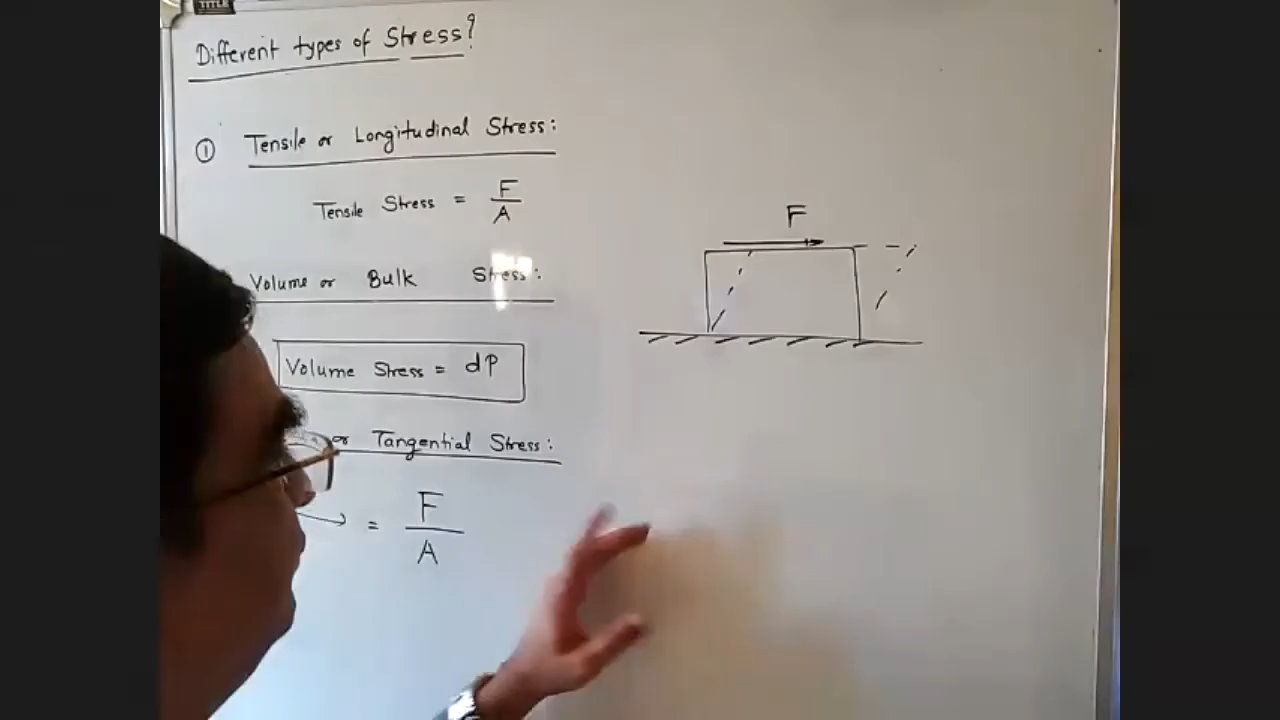 TITLE
Different types of Stress?
① Tensile or Longitudinal Stress:
Tensile Stress = F/A
F
Volume or Bulk Stress:
Volume Stress = dP
or Tangential Stress:
= F/A